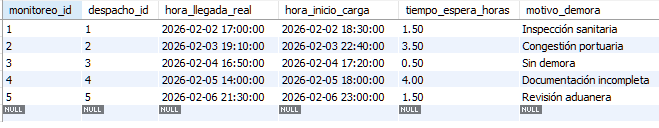 monitoreo_id despacho_id hora_llegada_real hora_inicio_carga tiempo_espera_horas motivo_demora
1 1 2026-02-02 17:00:00 2026-02-02 18:30:00 1.50 Inspección sanitaria
2 2 2026-02-03 19:10:00 2026-02-03 22:40:00 3.50 Congestión portuaria
3 3 2026-02-04 16:50:00 2026-02-04 17:20:00 0.50 Sin demora
4 4 2026-02-05 14:00:00 2026-02-05 18:00:00 4.00 Documentación incompleta
5 5 2026-02-06 21:30:00 2026-02-06 23:00:00 1.50 Revisión aduanera
NULL NULL NULL NULL NULL NULL